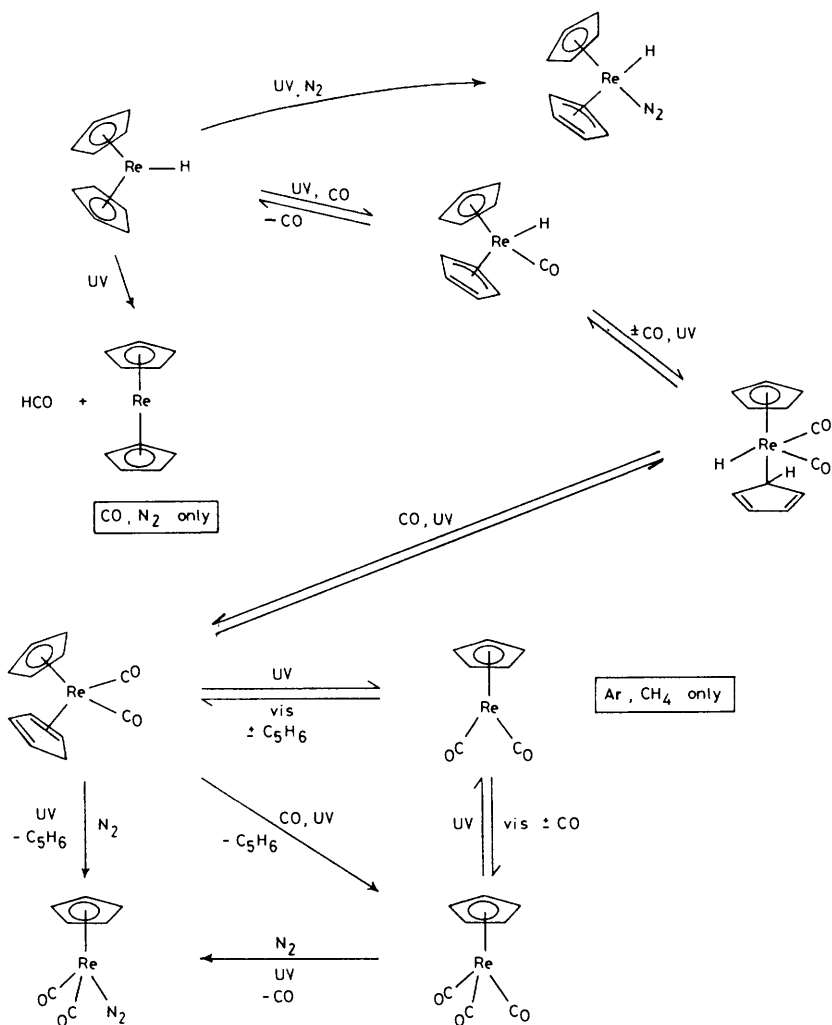 H
Re
N₂
UV, N₂
Re — H
UV, CO
− CO
H
Re
CO
UV
± CO, UV
HCO + Re
CO
H Re
CO
H
CO, N₂ only
CO, UV
CO
Re
CO
UV
vis
± C₅H₆
Re
OC CO
Ar, CH₄ only
UV
− C₅H₆
N₂
CO, UV
− C₅H₆
UV
vis ± CO
Re
OC
OC
N₂
N₂
UV
−CO
Re
OC
OC
CO